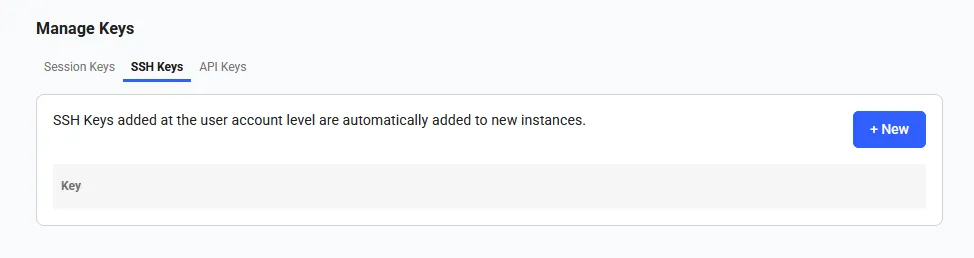 Manage Keys
Session Keys SSH Keys API Keys
SSH Keys added at the user account level are automatically added to new instances.
+ New
Key